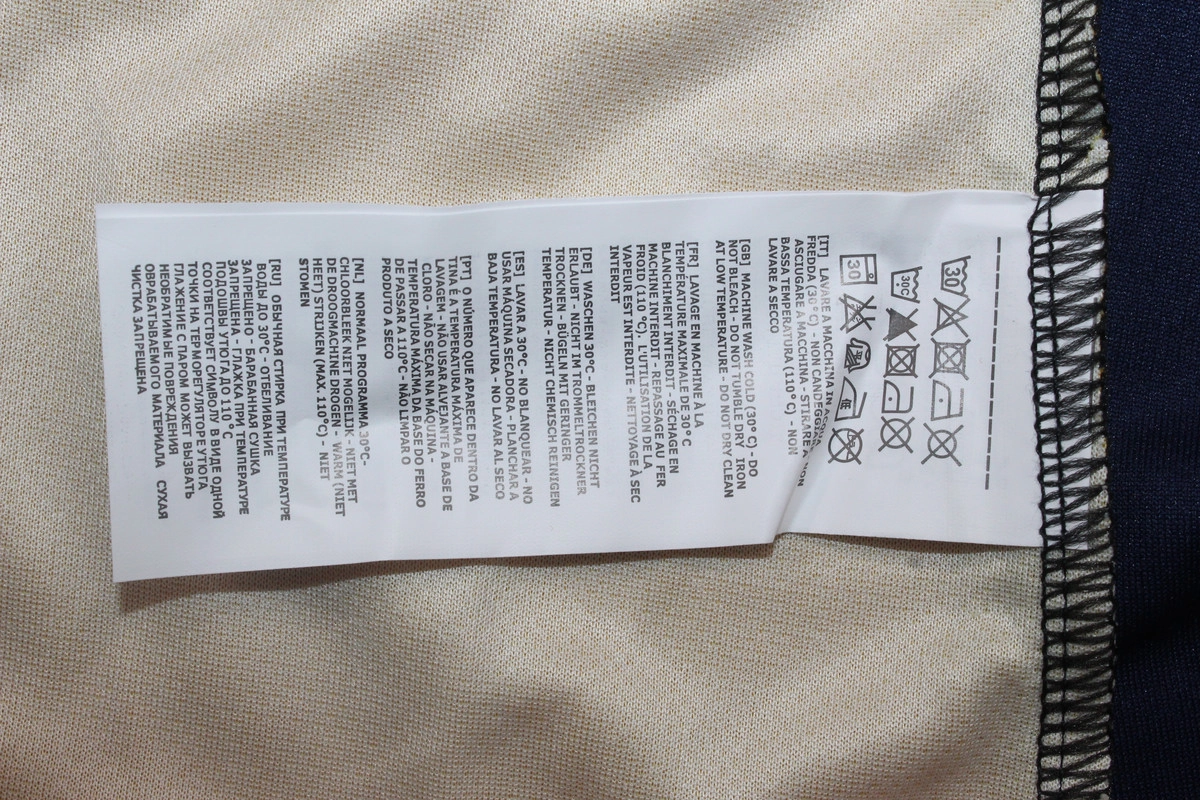 30
30°C
30
[IT] LAVARE A MACCHINA IN ACQUA
FREDDA (30°C) - NON CANDEGG
ASCIUGARE A MACCHINA - STIRARE A
BASSA TEMPERATURA (110°C) - NON
LAVARE A SECCO
[GB] MACHINE WASH COLD (30°C) - DO
NOT BLEACH - DO NOT TUMBLE DRY - IRON
AT LOW TEMPERATURE - DO NOT DRY CLEAN
[FR] LAVAGE EN MACHINE À LA
TEMPERATURE MAXIMALE DE 30°C
BLANCHIMENT INTERDIT - SECHAGE EN
MACHINE INTERDIT - REPASSAGE AU FER
FROID (110°C). L'UTILISATION DE LA
VAPEUR EST INTERDITE - NETTOYAGE À SEC
INTERDIT
[DE] WASCHEN 30°C - BLEICHEN NICHT
ERLAUBT - NICHT IM TROMMELTROCKNER
TROCKNEN - BÜGELN MIT GERINGER
TEMPERATUR - NICHT CHEMISCH REINIGEN
[ES] LAVAR A 30°C - NO BLANQUEAR - NO
USAR MÁQUINA SECADORA - PLANCHAR A
BAJA TEMPERATURA - NO LAVAR AL SECO
[PT] O NÚMERO QUE APARECE DENTRO DA
TINA É A TEMPERATURA MÁXIMA DE
LAVAGEM - NÃO USAR ALVEJANTE A BASE DE
CLORO - NÃO SECAR NA MÁQUINA -
TEMPERATURA MÁXIMA DA BASE DO FERRO
DE PASSAR A 110°C - NÃO LIMPAR O
PRODUTO A SECO
[NL] NORMAL PROGRAMMA 30°C-
CHLOORBLEEK NIET MOGELIJK - NIET MET
DE DROOGMACHINE DROGEN - WARM (NIET
HEET) STRIJKEN (MAX. 110°C) - NIET
STOMEN
[RU] ОБЫЧНАЯ СТИРКА ПРИ ТЕМПЕРАТУРЕ
ВОДЫ ДО 30°C - ОТБЕЛИВАНИЕ
ЗАПРЕЩЕНО - БАРАБАННАЯ СУШКА
ЗАПРЕЩЕНА - ГЛАЖКА ПРИ ТЕМПЕРАТУРЕ
ПОДОШВЫ УТЮГА ДО 110°C
СООТВЕТСТВУЕТ СИМВОЛУ В ВИДЕ ОДНОЙ
ТОЧКИ НА ТЕРМОРЕГУЛЯТОРЕ УТЮГА
ГЛАЖЕНИЕ С ПАРОМ МОЖЕТ ВЫЗВАТЬ
НЕОБРАТИМЫЕ ПОВРЕЖДЕНИЯ
ОБРАБАТЫВАЕМОГО МАТЕРИАЛА СУХАЯ
ЧИСТКА ЗАПРЕЩЕНА